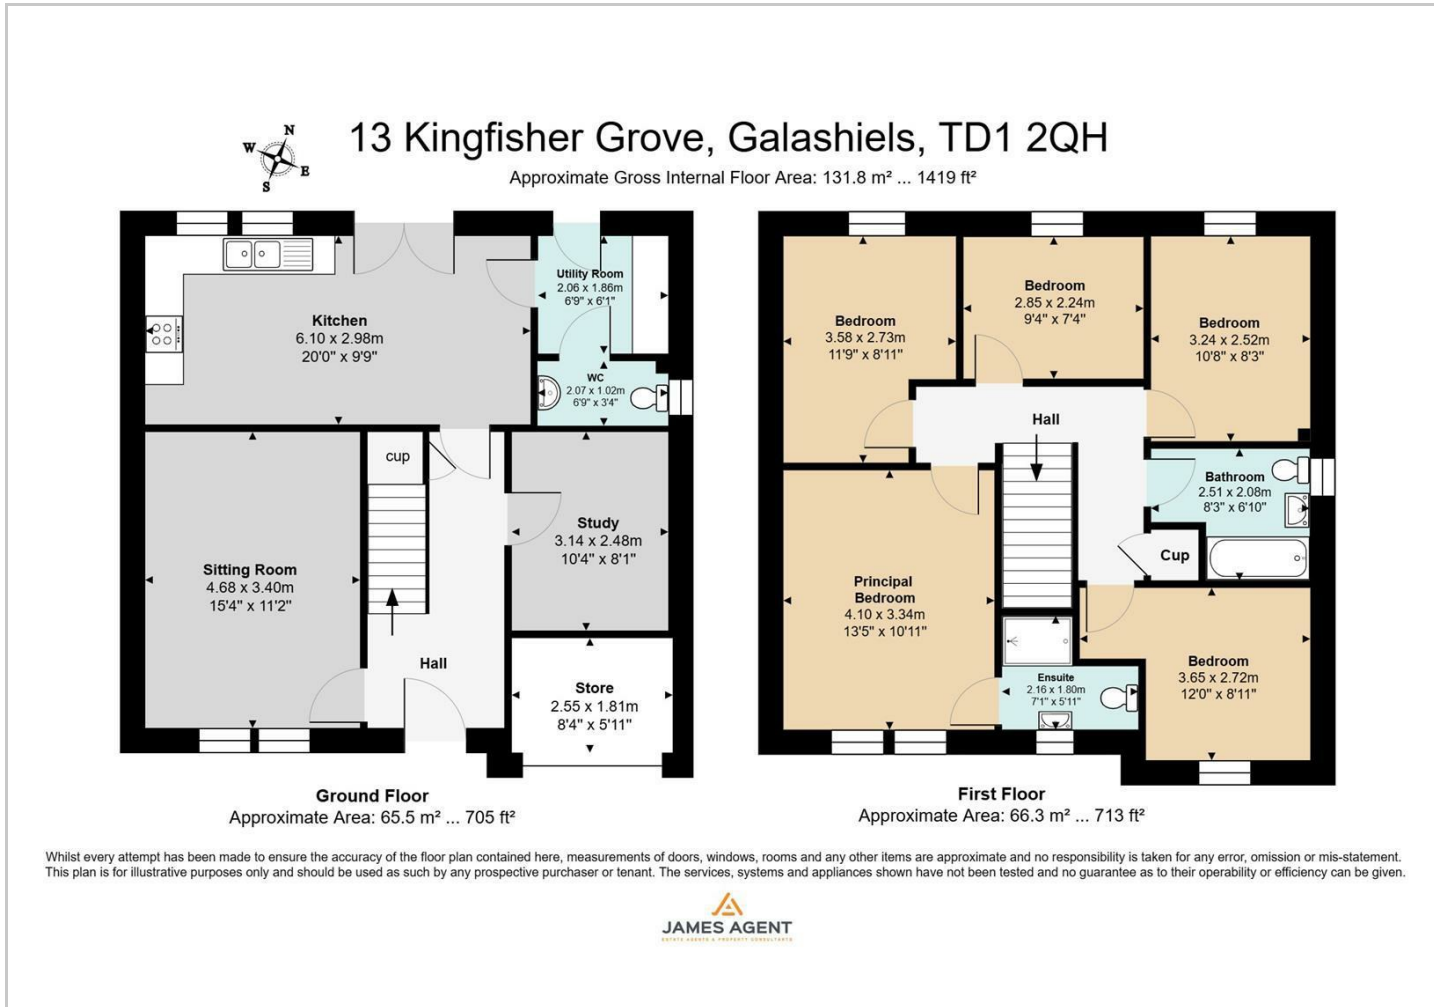 13 Kingfisher Grove, Galashiels, TD1 2QH
Approximate Gross Internal Floor Area: 131.8 m² ... 1419 ft²
N
W
E
S
Kitchen
6.10 x 2.98m
20'0" x 9'9"
Utility Room
2.06 x 1.86m
6'9" x 6'1"
WC
2.07 x 1.02m
6'9" x 3'4"
cup
Sitting Room
4.68 x 3.40m
15'4" x 11'2"
Study
3.14 x 2.48m
10'4" x 8'1"
Hall
Store
2.55 x 1.81m
8'4" x 5'11"
Ground Floor
Approximate Area: 65.5 m² ... 705 ft²
Bedroom
3.58 x 2.73m
11'9" x 8'11"
Bedroom
2.85 x 2.24m
9'4" x 7'4"
Bedroom
3.24 x 2.52m
10'8" x 8'3"
Hall
Bathroom
2.51 x 2.08m
8'3" x 6'10"
Cup
Principal
Bedroom
4.10 x 3.34m
13'5" x 10'11"
Ensuite
2.16 x 1.80m
7'1" x 5'11"
Bedroom
3.65 x 2.72m
12'0" x 8'11"
First Floor
Approximate Area: 66.3 m² ... 713 ft²
Whilst every attempt has been made to ensure the accuracy of the floor plan contained here, measurements of doors, windows, rooms and any other items are approximate and no responsibility is taken for any error, omission or mis-statement.
This plan is for illustrative purposes only and should be used as such by any prospective purchaser or tenant. The services, systems and appliances shown have not been tested and no guarantee as to their operability or efficiency can be given.
JAMES AGENT
ESTATE AGENTS & PROPERTY CONSULTANTS